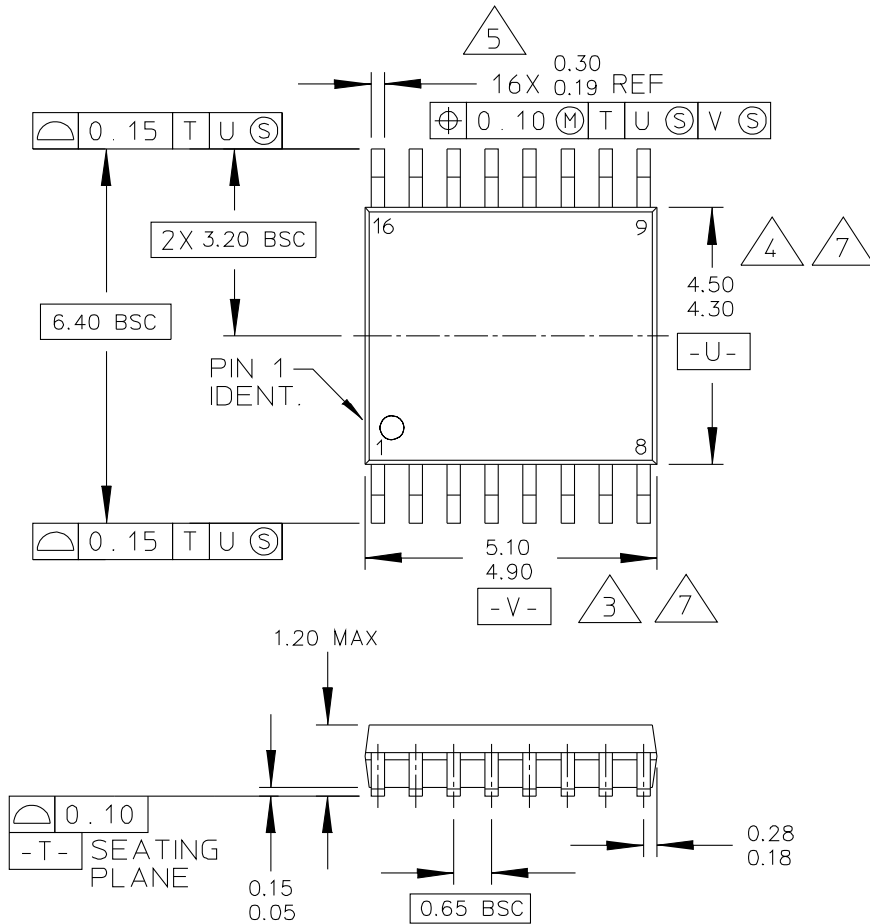 5
0.30
16X 0.19 REF
0.15 T U Ⓢ
⌖ 0.10 Ⓜ T U Ⓢ V Ⓢ
16
9
2X 3.20 BSC
4
7
4.50
4.30
6.40 BSC
-U-
PIN 1
IDENT.
1
8
0.15 T U Ⓢ
5.10
4.90
-V-
3
7
1.20 MAX
0.10
-T- SEATING
PLANE
0.15
0.05
0.65 BSC
0.28
0.18